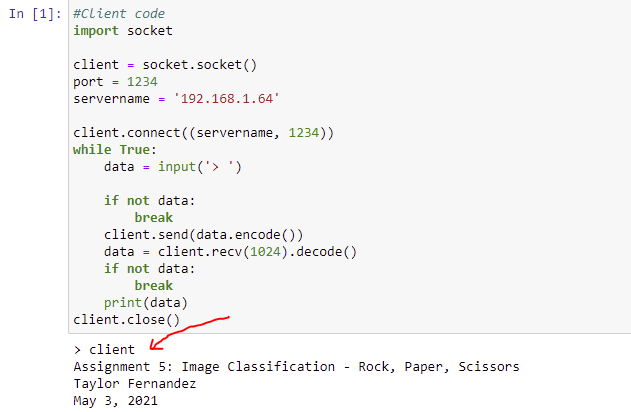 In [1]: #Client code
import socket
client = socket.socket()
port = 1234
servername = '192.168.1.64'
client.connect((servername, 1234))
while True:
    data = input('> ')
    if not data:
        break
    client.send(data.encode())
    data = client.recv(1024).decode()
    if not data:
        break
    print(data)
client.close()
> client
Assignment 5: Image Classification - Rock, Paper, Scissors
Taylor Fernandez
May 3, 2021